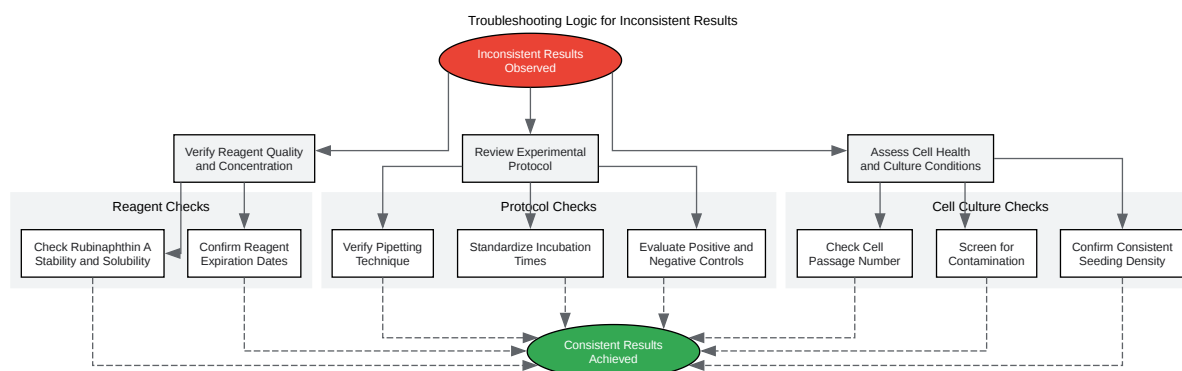 Troubleshooting Logic for Inconsistent Results
Inconsistent Results
Observed
Verify Reagent Quality
and Concentration
Review Experimental
Protocol
Assess Cell Health
and Culture Conditions
Reagent Checks
Protocol Checks
Cell Culture Checks
Check Rubinaphthin A
Stability and Solubility
Confirm Reagent
Expiration Dates
Verify Pipetting
Technique
Standardize Incubation
Times
Evaluate Positive and
Negative Controls
Check Cell
Passage Number
Screen for
Contamination
Confirm Consistent
Seeding Density
Consistent Results
Achieved